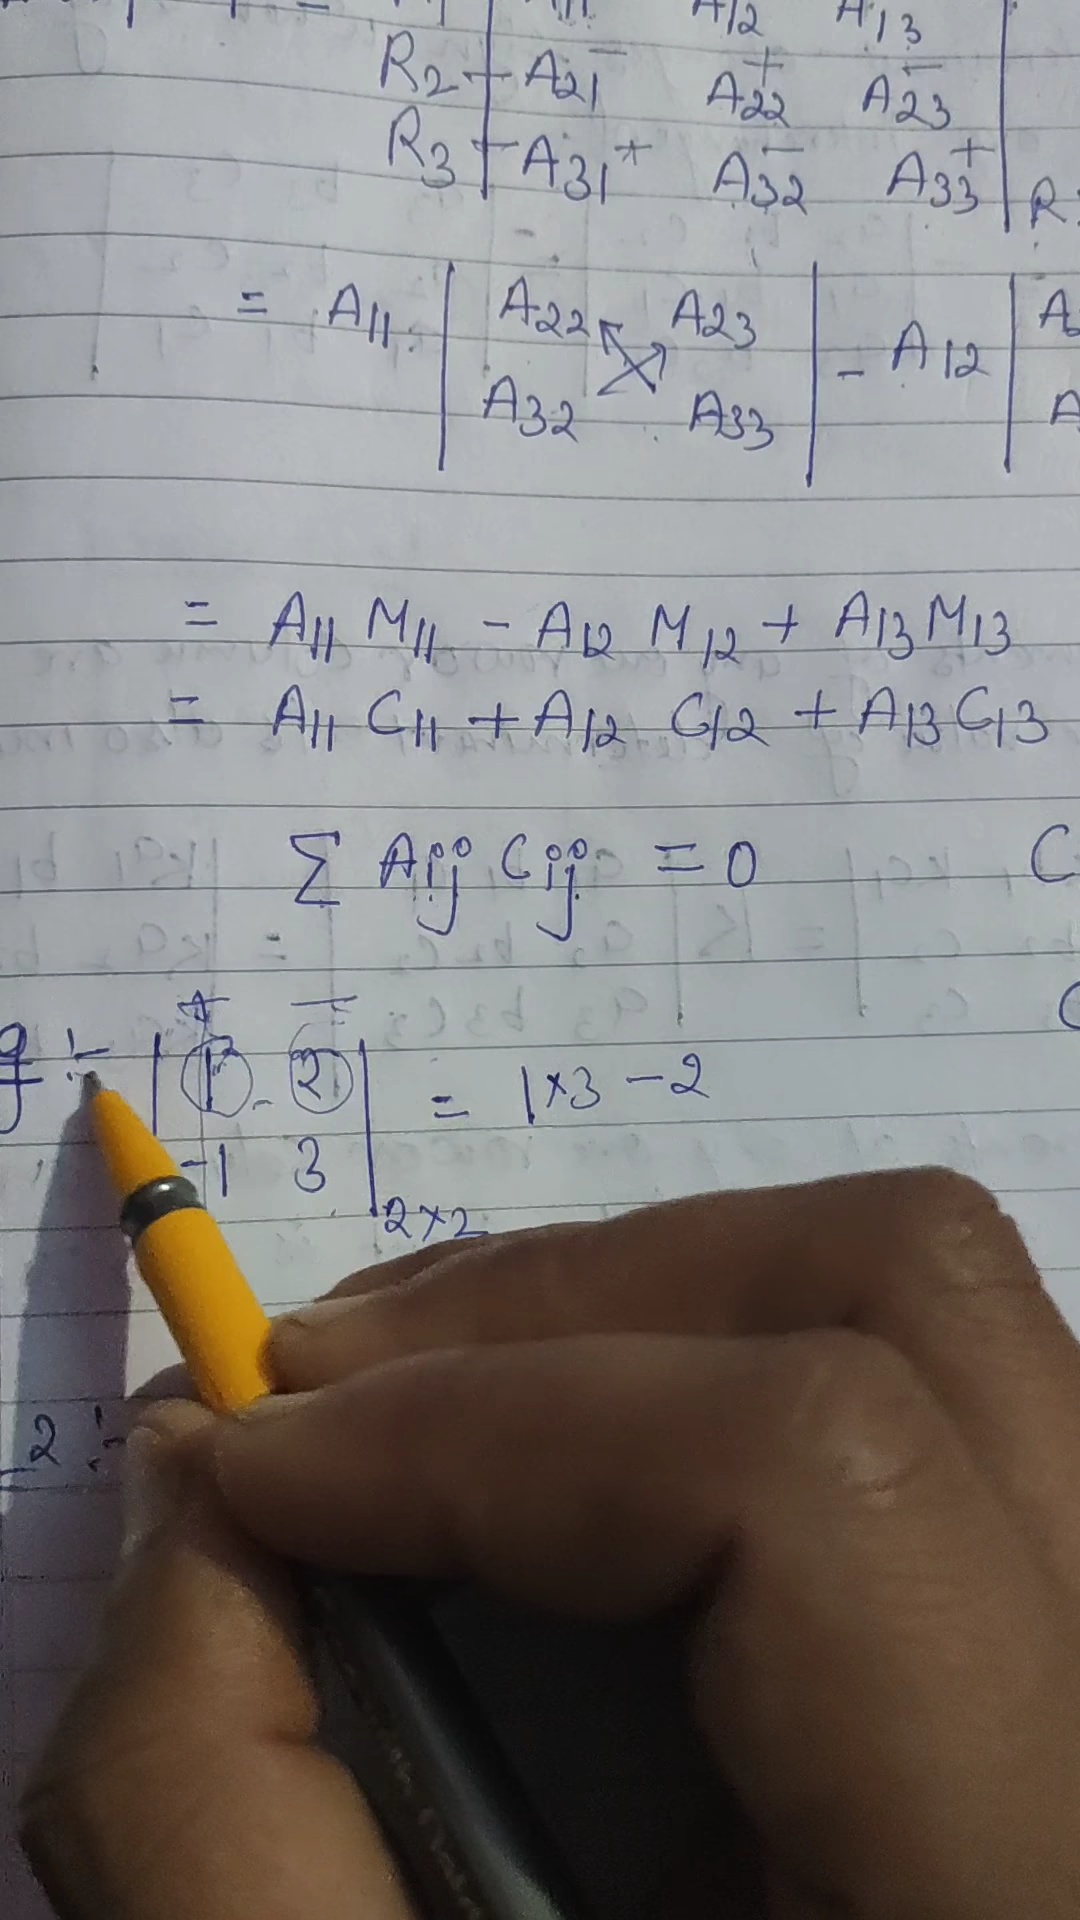 A11 A12 A13
R2 A21 - A22 + A23 -
R3 A31 + A32 - A33 +
= A11 | A22 A23 | - A12 |
A32 A33
= A11 M11 - A12 M12 + A13 M13
= A11 C11 + A12 C12 + A13 C13
Σ Aij Cij = 0 C
+ -
g :- | 1 2 | = 1×3 - 2
-1 3
2×2
2 :-